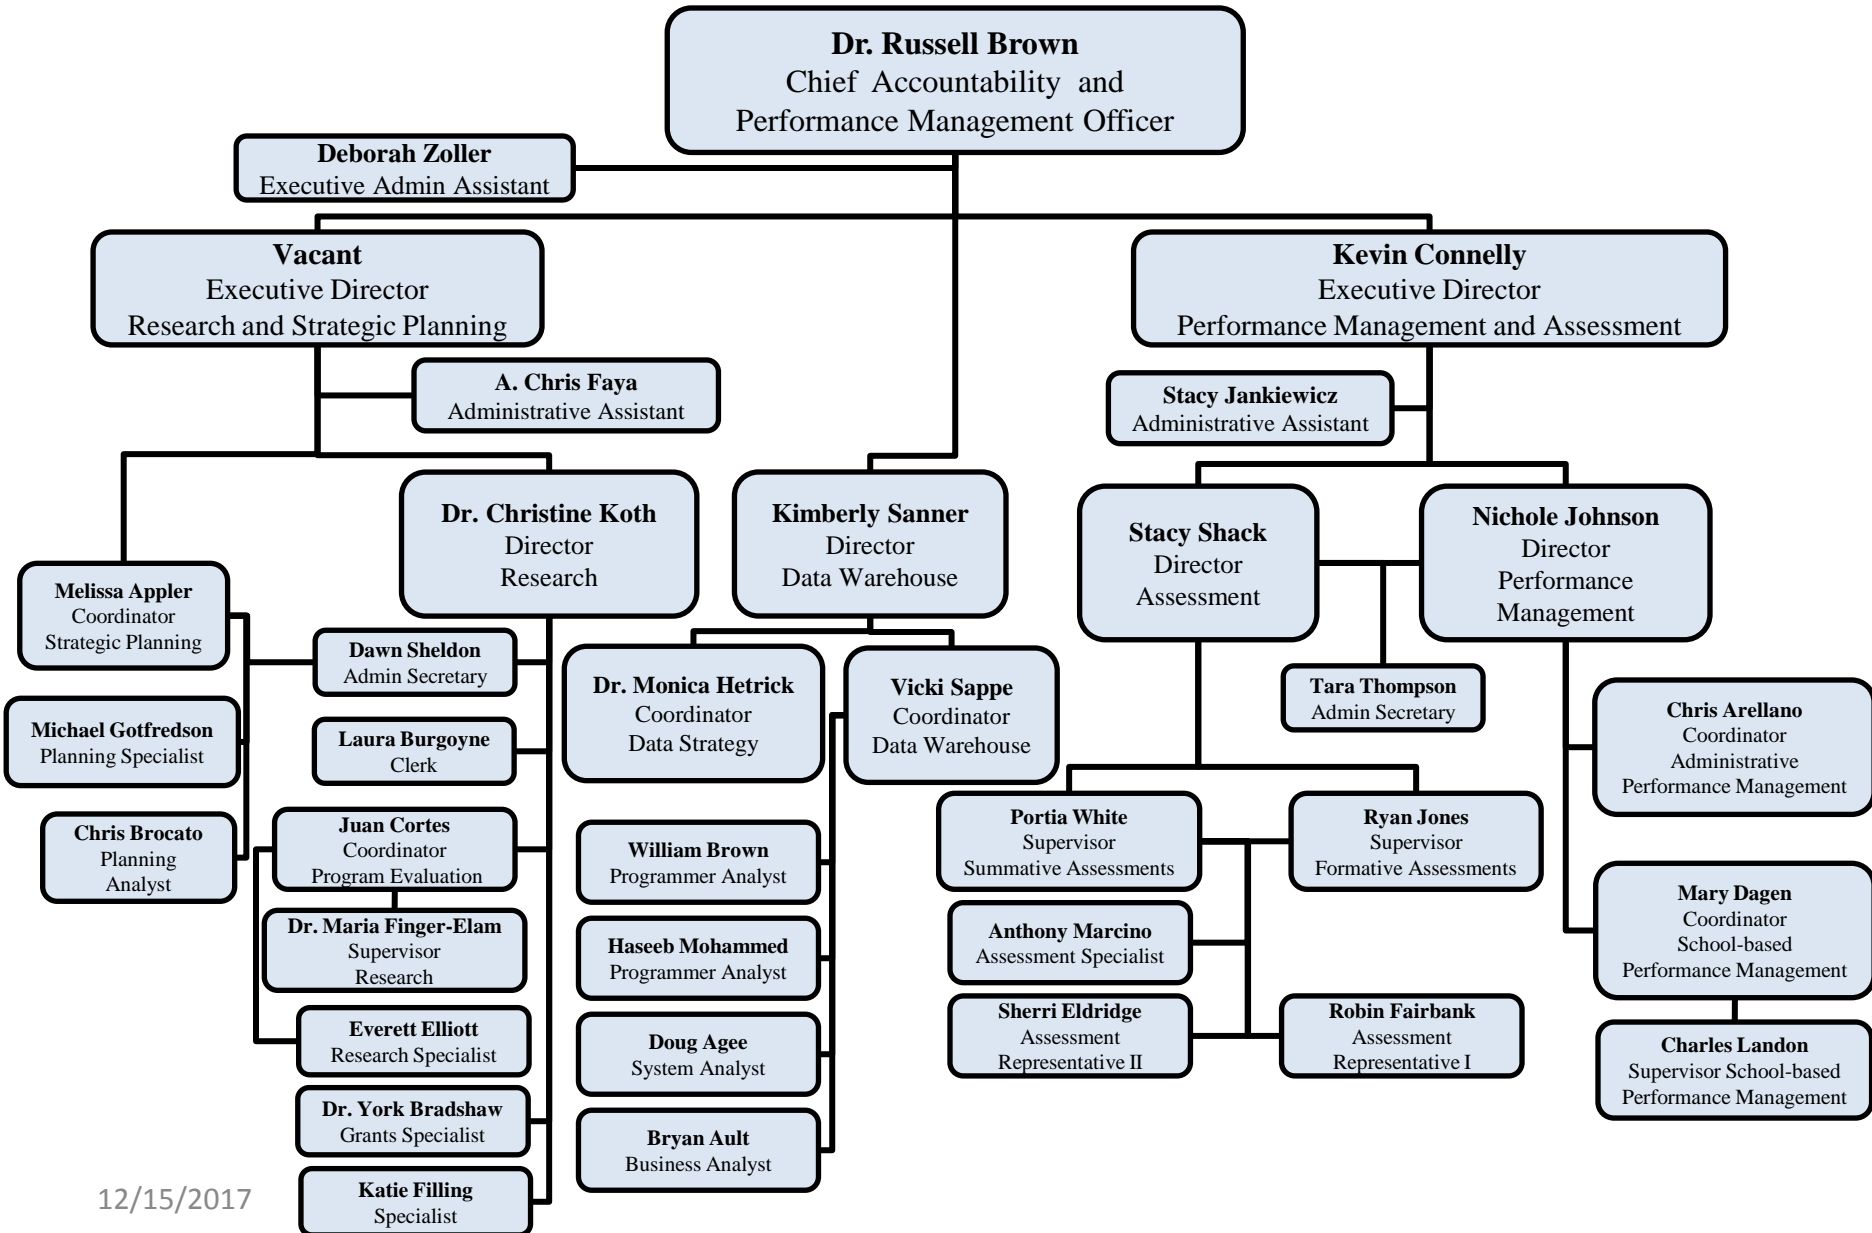 Dr. Russell Brown
Chief Accountability and
Performance Management Officer
Deborah Zoller
Executive Admin Assistant
Vacant
Executive Director
Research and Strategic Planning
Kevin Connelly
Executive Director
Performance Management and Assessment
A. Chris Faya
Administrative Assistant
Stacy Jankiewicz
Administrative Assistant
Dr. Christine Koth
Director
Research
Kimberly Sanner
Director
Data Warehouse
Stacy Shack
Director
Assessment
Nichole Johnson
Director
Performance
Management
Melissa Appler
Coordinator
Strategic Planning
Dawn Sheldon
Admin Secretary
Dr. Monica Hetrick
Coordinator
Data Strategy
Vicki Sappe
Coordinator
Data Warehouse
Tara Thompson
Admin Secretary
Michael Gotfredson
Planning Specialist
Laura Burgoyne
Clerk
Chris Arellano
Coordinator
Administrative
Performance Management
Chris Brocato
Planning
Analyst
Juan Cortes
Coordinator
Program Evaluation
William Brown
Programmer Analyst
Portia White
Supervisor
Summative Assessments
Ryan Jones
Supervisor
Formative Assessments
Mary Dagen
Coordinator
School-based
Performance Management
Dr. Maria Finger-Elam
Supervisor
Research
Haseeb Mohammed
Programmer Analyst
Anthony Marcino
Assessment Specialist
Everett Elliott
Research Specialist
Doug Agee
System Analyst
Sherri Eldridge
Assessment
Representative II
Robin Fairbank
Assessment
Representative I
Charles Landon
Supervisor School-based
Performance Management
Dr. York Bradshaw
Grants Specialist
Bryan Ault
Business Analyst
Katie Filling
Specialist
12/15/2017